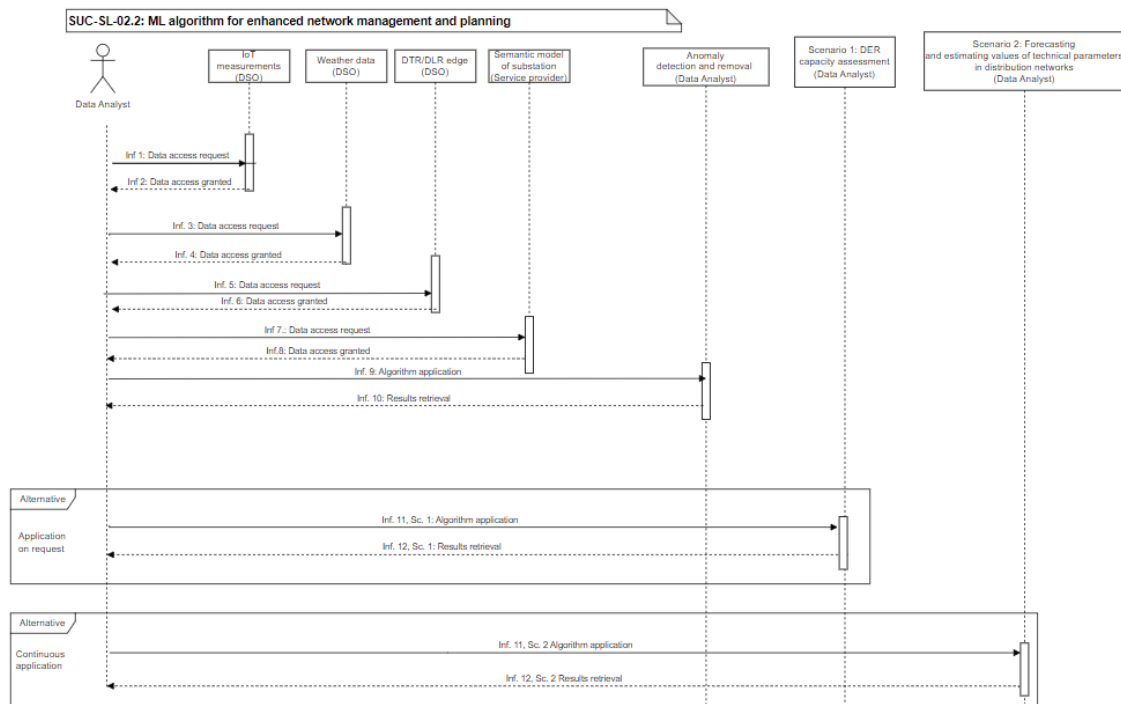 SUC-SL-02.2: ML algorithm for enhanced network management and planning
Data Analyst
IoT
measurements
(DSO)
Weather data
(DSO)
DTR/DLR edge
(DSO)
Semantic model
of substation
(Service provider)
Anomaly
detection and removal
(Data Analyst)
Scenario 1: DER
capacity assessment
(Data Analyst)
Scenario 2: Forecasting
and estimating values of technical parameters
in distribution networks
(Data Analyst)
Inf 1: Data access request
Inf 2: Data access granted
Inf. 3: Data access request
Inf. 4: Data access granted
Inf. 5: Data access request
Inf. 6: Data access granted
Inf 7.: Data access request
Inf.8: Data access granted
Inf. 9: Algorithm application
Inf. 10: Results retrieval
Alternative
Application
on request
Inf. 11, Sc. 1: Algorithm application
Inf. 12, Sc. 1: Results retrieval
Alternative
Continuous
application
Inf. 11, Sc. 2 Algorithm application
Inf. 12, Sc. 2 Results retrieval